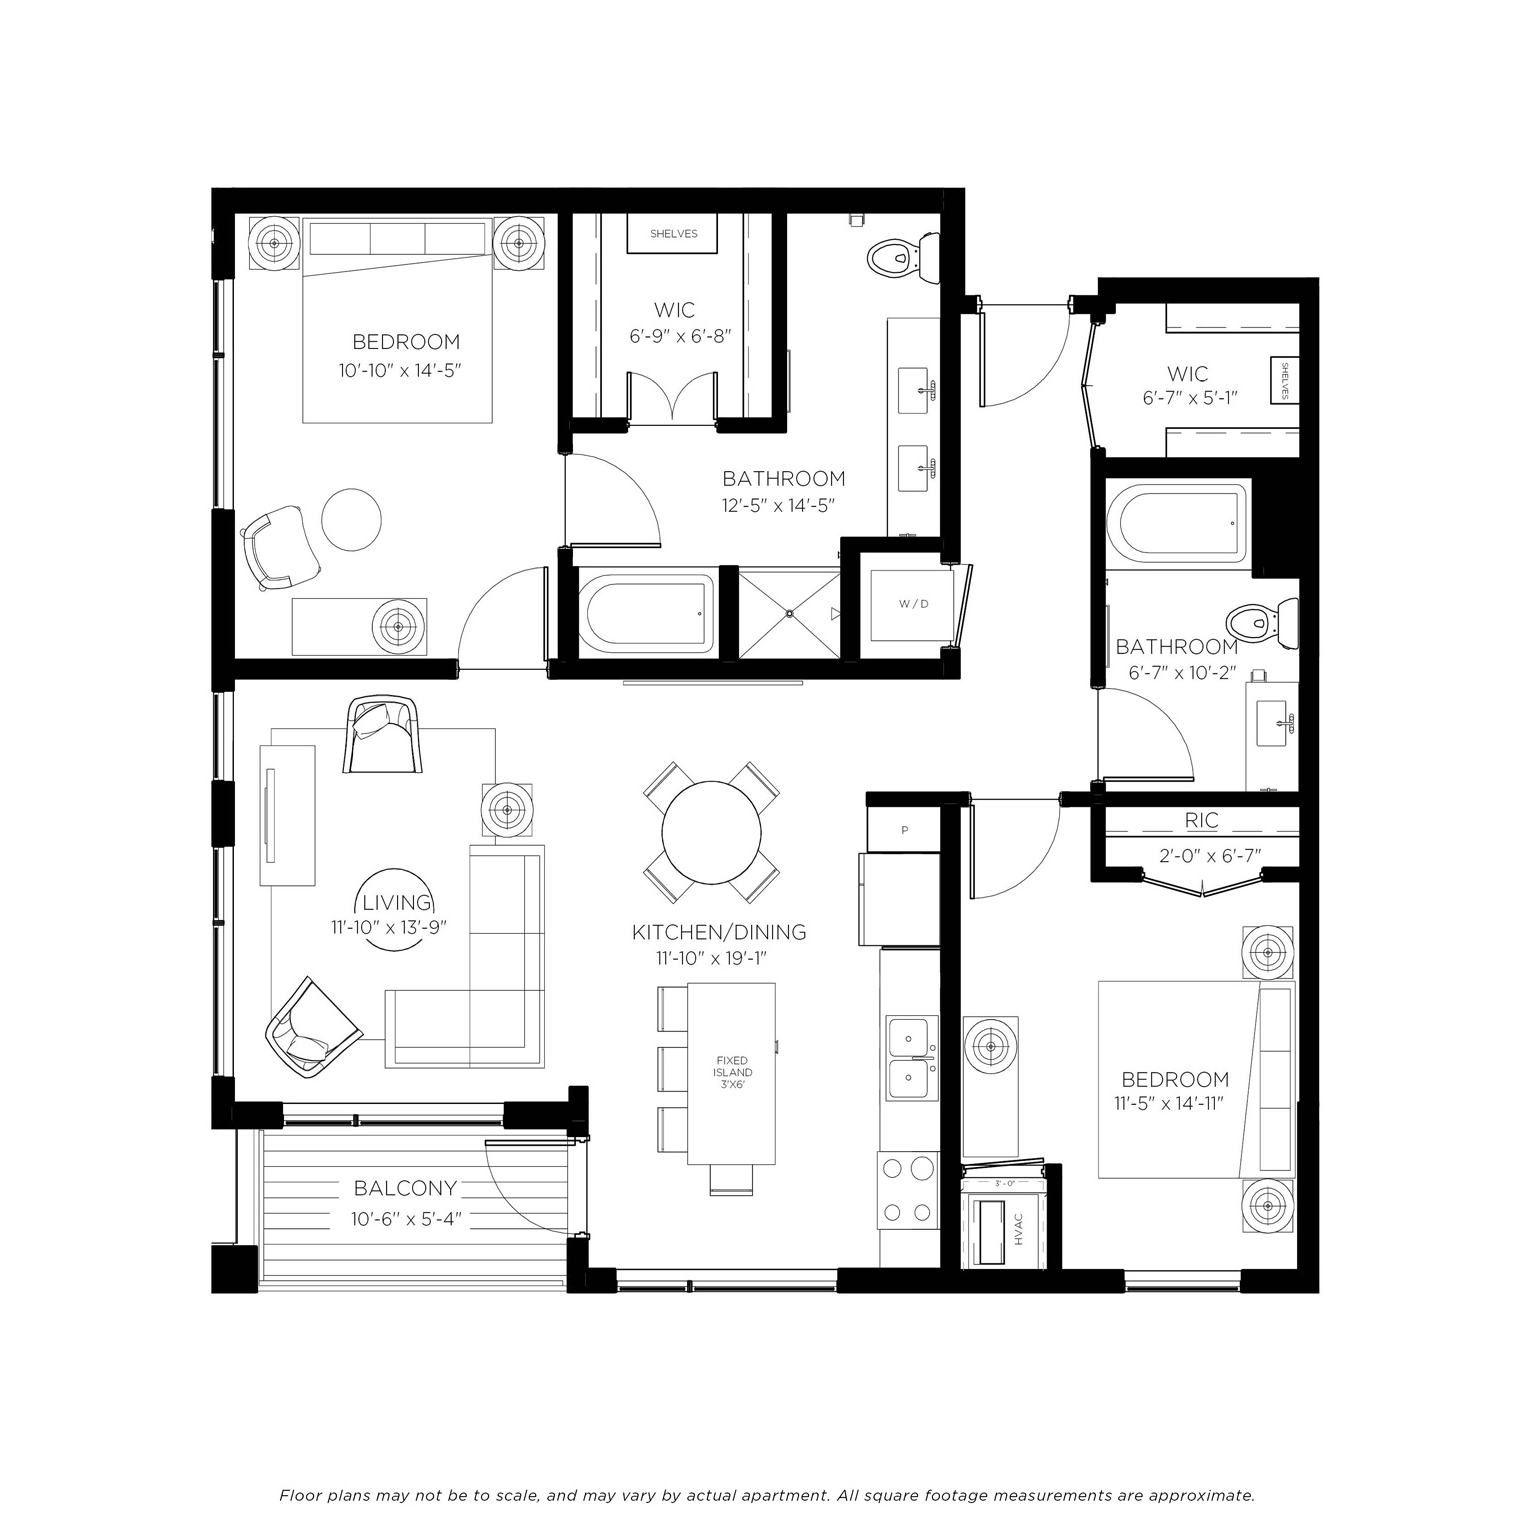 SHELVES
WIC
6'-9" x 6'-8"
BEDROOM
10'-10" x 14'-5"
WIC
6'-7" x 5'-1"
SHELVES
BATHROOM
12'-5" x 14'-5"
W/D
BATHROOM
6'-7" x 10'-2"
RIC
2'-0" x 6'-7"
P
LIVING
11'-10" x 13'-9"
KITCHEN/DINING
11'-10" x 19'-1"
FIXED
ISLAND
3'X6'
BEDROOM
11'-5" x 14'-11"
3'-0"
HVAC
BALCONY
10'-6" x 5'-4"
Floor plans may not be to scale, and may vary by actual apartment. All square footage measurements are approximate.